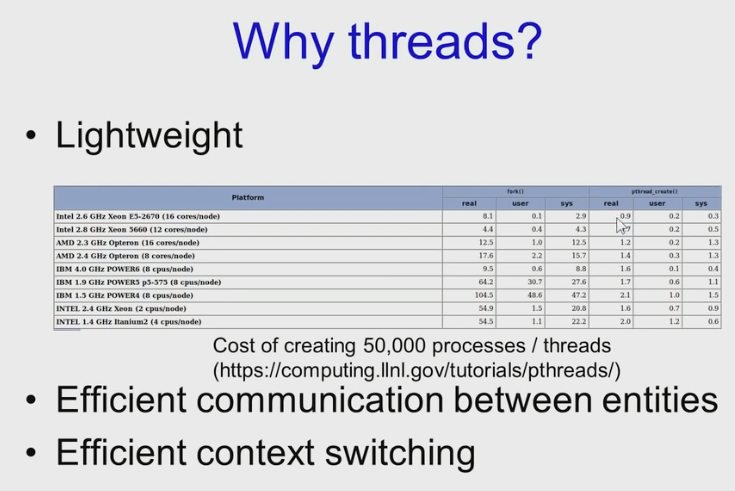 Why threads?
• Lightweight
Platform fork() pthread_create()
real user sys real user sys
Intel 2.6 GHz Xeon E5-2670 (16 cores/node) 8.1 0.1 2.9 0.9 0.2 0.3
Intel 2.8 GHz Xeon 5660 (12 cores/node) 4.4 0.4 4.3 0.2 0.5
AMD 2.3 GHz Opteron (16 cores/node) 12.5 1.0 12.5 1.2 0.2 1.3
AMD 2.4 GHz Opteron (8 cores/node) 17.6 2.2 15.7 1.4 0.3 1.3
IBM 4.0 GHz POWER6 (8 cpus/node) 9.5 0.6 8.8 1.6 0.1 0.4
IBM 1.9 GHz POWER5 p5-575 (8 cpus/node) 64.2 30.7 27.6 1.7 0.6 1.1
IBM 1.5 GHz POWER4 (8 cpus/node) 104.5 48.6 47.2 2.1 1.0 1.5
INTEL 2.4 GHz Xeon (2 cpus/node) 54.9 1.5 20.8 1.6 0.7 0.9
INTEL 1.4 GHz Itanium2 (4 cpus/node) 54.5 1.1 22.2 2.0 1.2 0.6
Cost of creating 50,000 processes / threads
(https://computing.llnl.gov/tutorials/pthreads/)
• Efficient communication between entities
• Efficient context switching